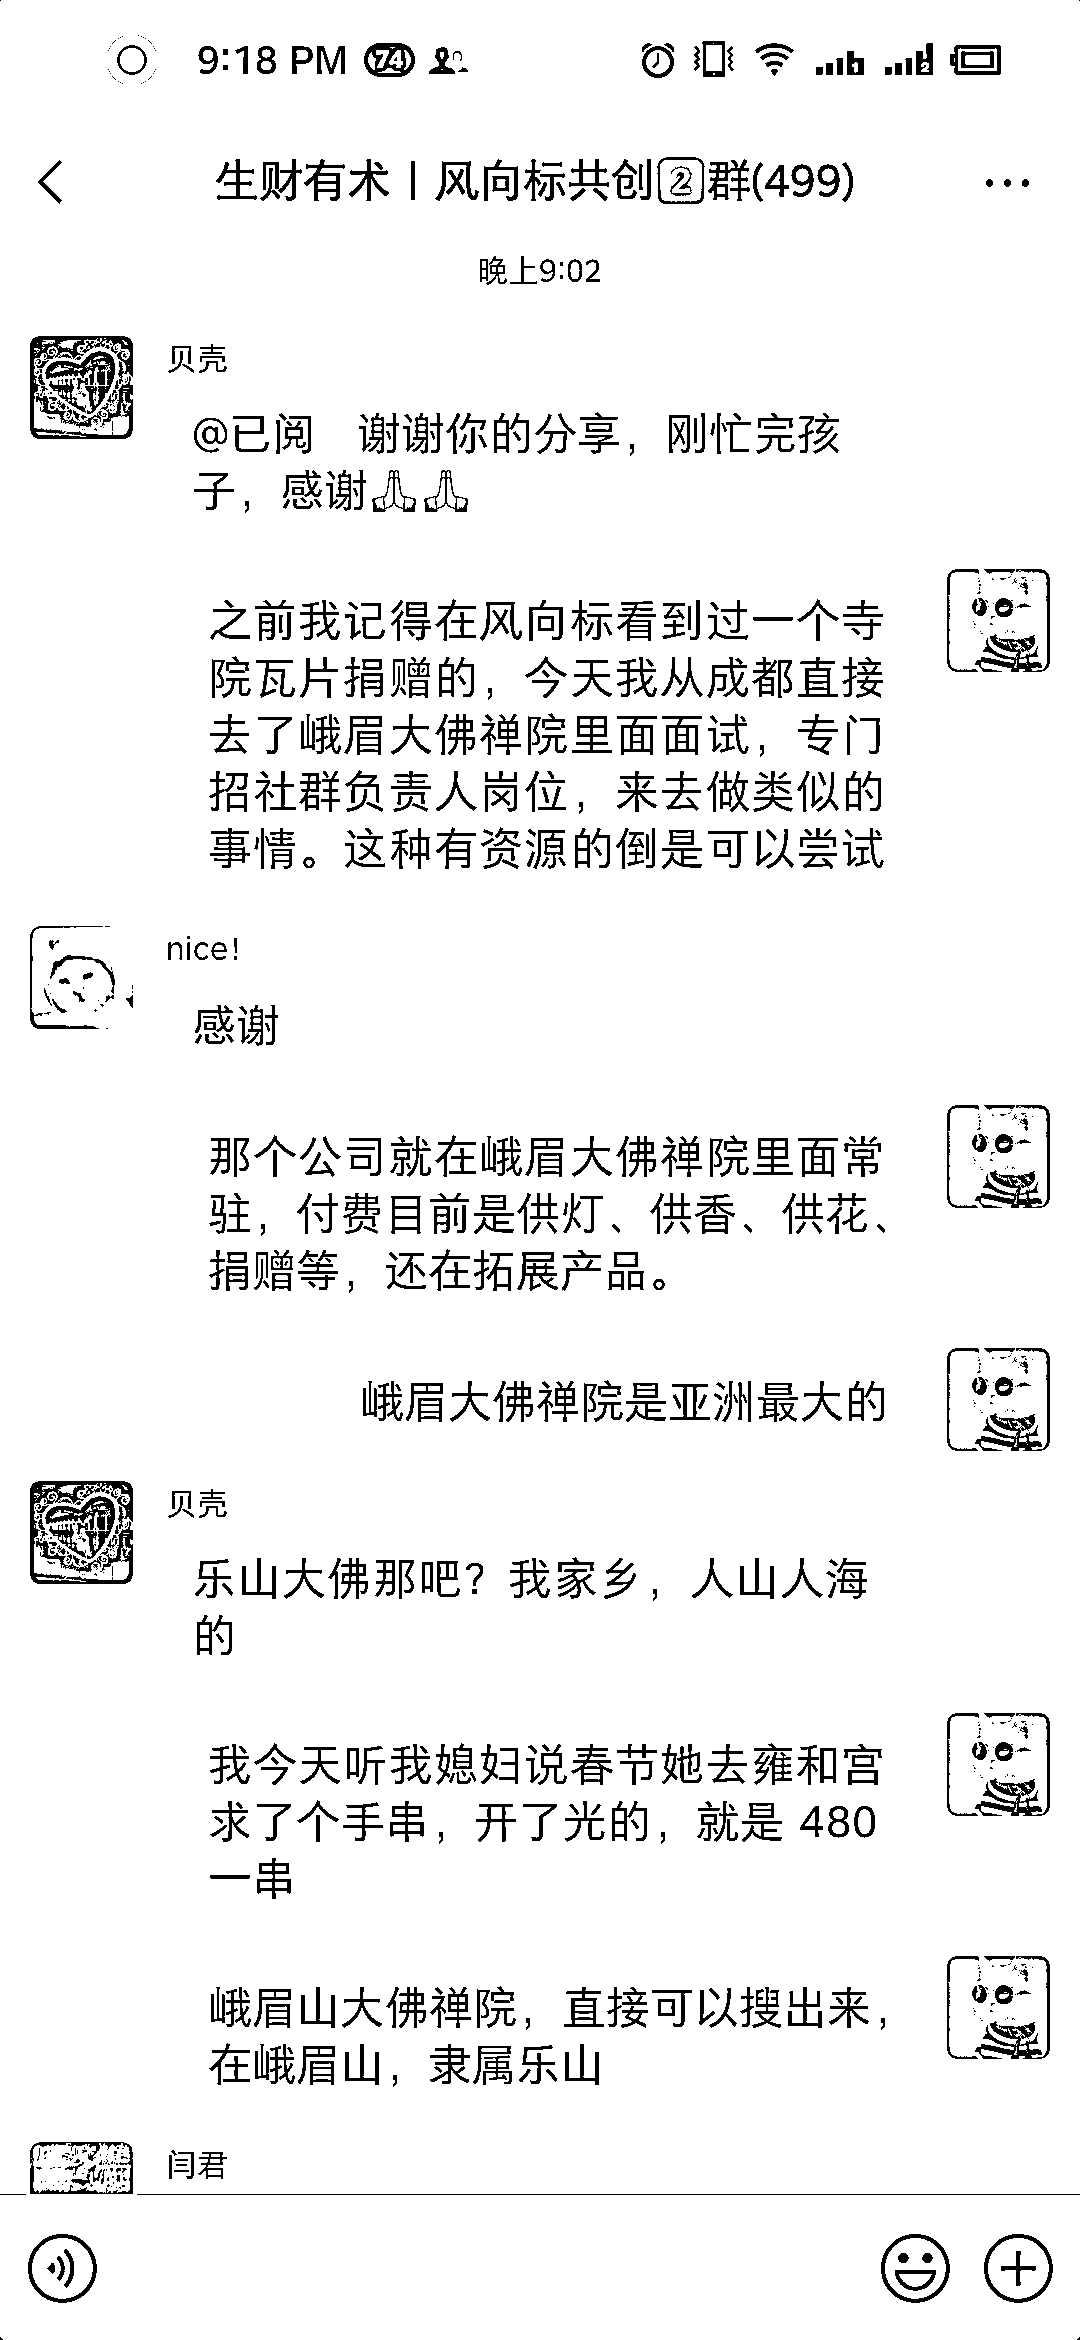 9:18 PM 74
生财有术丨风向标共创2群(499)
晚上9:02
贝壳
@已阅 谢谢你的分享，刚忙完孩
子，感谢🙏🙏
之前我记得在风向标看到过一个寺
院瓦片捐赠的，今天我从成都直接
去了峨眉大佛禅院里面面试，专门
招社群负责人岗位，来去做类似的
事情。这种有资源的倒是可以尝试
nice!
感谢
那个公司就在峨眉大佛禅院里面常
驻，付费目前是供灯、供香、供花、
捐赠等，还在拓展产品。
峨眉大佛禅院是亚洲最大的
贝壳
乐山大佛那吧？我家乡，人山人海
的
我今天听我媳妇说春节她去雍和宫
求了个手串，开了光的，就是 480
一串
峨眉山大佛禅院，直接可以搜出来，
在峨眉山，隶属乐山
闫君